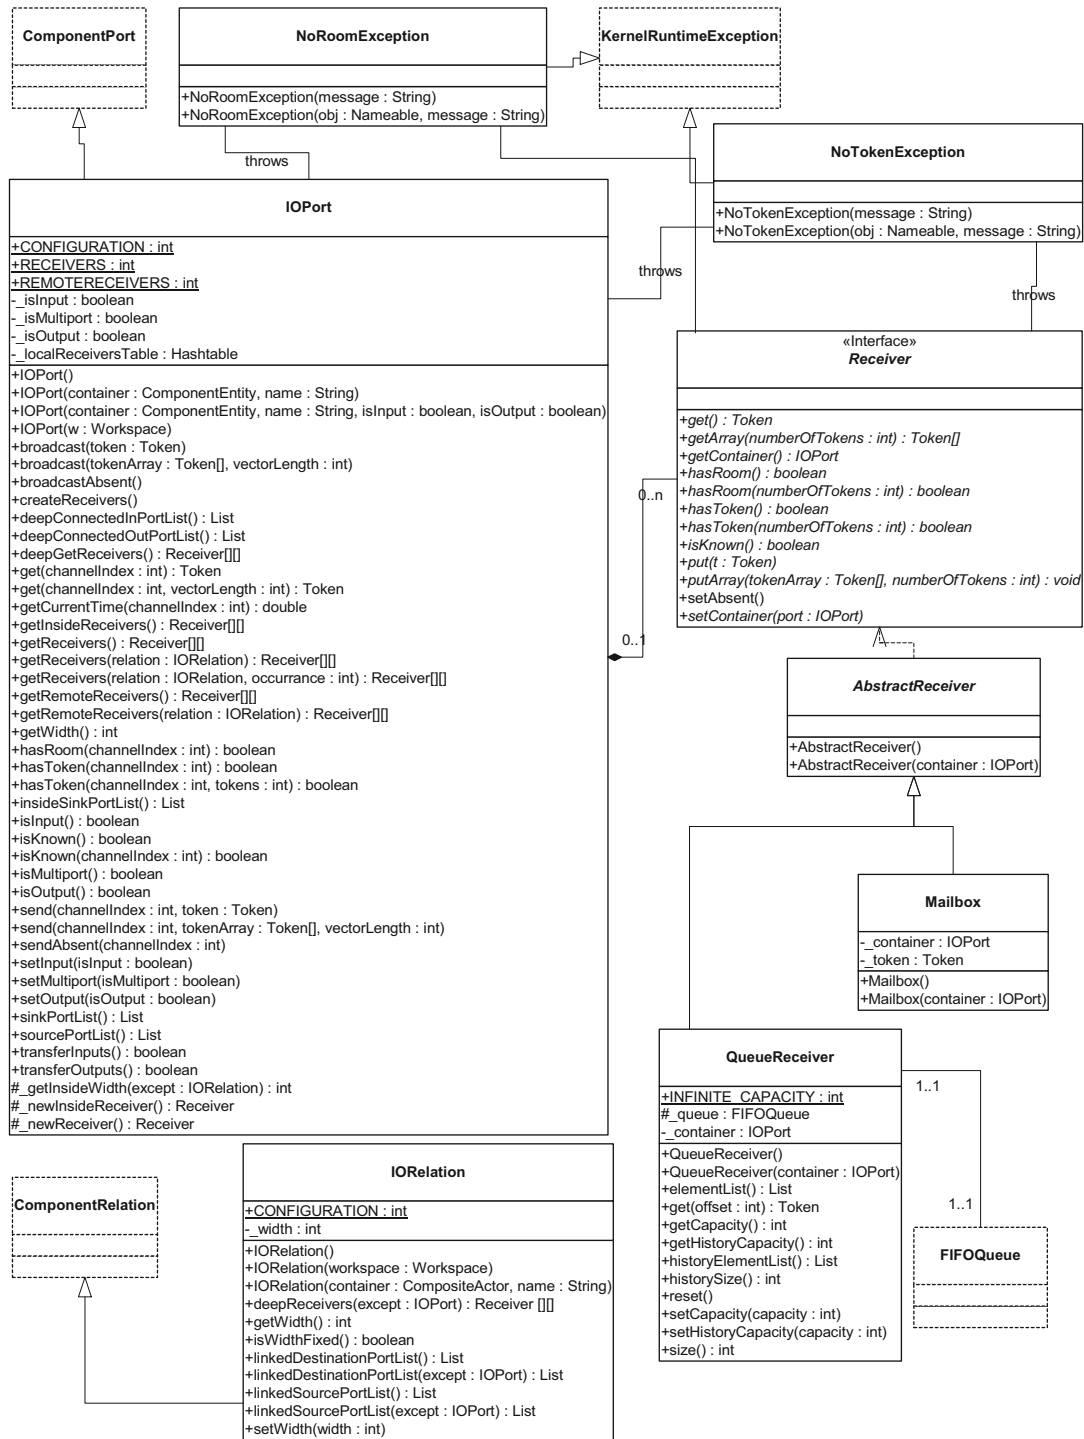 ComponentPort
NoRoomException
+NoRoomException(message : String)
+NoRoomException(obj : Nameable, message : String)
KernelRuntimeException
NoTokenException
+NoTokenException(message : String)
+NoTokenException(obj : Nameable, message : String)
throws
throws
throws
IOPort
+CONFIGURATION : int
+RECEIVERS : int
+REMOTERECEIVERS : int
-_isInput : boolean
-_isMultiport : boolean
-_isOutput : boolean
-_localReceiversTable : Hashtable
+IOPort()
+IOPort(container : ComponentEntity, name : String)
+IOPort(container : ComponentEntity, name : String, isInput : boolean, isOutput : boolean)
+IOPort(w : Workspace)
+broadcast(token : Token)
+broadcast(tokenArray : Token[], vectorLength : int)
+broadcastAbsent()
+createReceivers()
+deepConnectedInPortList() : List
+deepConnectedOutPortList() : List
+deepGetReceivers() : Receiver[][]
+get(channelIndex : int) : Token
+get(channelIndex : int, vectorLength : int) : Token
+getCurrentTime(channelIndex : int) : double
+getInsideReceivers() : Receiver[][]
+getReceivers() : Receiver[][]
+getReceivers(relation : IORelation) : Receiver[][]
+getReceivers(relation : IORelation, occurrance : int) : Receiver[][]
+getRemoteReceivers() : Receiver[][]
+getRemoteReceivers(relation : IORelation) : Receiver[][]
+getWidth() : int
+hasRoom(channelIndex : int) : boolean
+hasToken(channelIndex : int) : boolean
+hasToken(channelIndex : int, tokens : int) : boolean
+insideSinkPortList() : List
+isInput() : boolean
+isKnown() : boolean
+isKnown(channelIndex : int) : boolean
+isMultiport() : boolean
+isOutput() : boolean
+send(channelIndex : int, token : Token)
+send(channelIndex : int, tokenArray : Token[], vectorLength : int)
+sendAbsent(channelIndex : int)
+setInput(isInput : boolean)
+setMultiport(isMultiport : boolean)
+setOutput(isOutput : boolean)
+sinkPortList() : List
+sourcePortList() : List
+transferInputs() : boolean
+transferOutputs() : boolean
#_getInsideWidth(except : IORelation) : int
#_newInsideReceiver() : Receiver
#_newReceiver() : Receiver
0..n
0..1
«Interface»
Receiver
+get() : Token
+getArray(numberOfTokens : int) : Token[]
+getContainer() : IOPort
+hasRoom() : boolean
+hasRoom(numberOfTokens : int) : boolean
+hasToken() : boolean
+hasToken(numberOfTokens : int) : boolean
+isKnown() : boolean
+put(t : Token)
+putArray(tokenArray : Token[], numberOfTokens : int) : void
+setAbsent()
+setContainer(port : IOPort)
AbstractReceiver
+AbstractReceiver()
+AbstractReceiver(container : IOPort)
Mailbox
-_container : IOPort
-_token : Token
+Mailbox()
+Mailbox(container : IOPort)
QueueReceiver
+INFINITE_CAPACITY : int
#_queue : FIFOQueue
-_container : IOPort
+QueueReceiver()
+QueueReceiver(container : IOPort)
+elementList() : List
+get(offset : int) : Token
+getCapacity() : int
+getHistoryCapacity() : int
+historyElementList() : List
+historySize() : int
+reset()
+setCapacity(capacity : int)
+setHistoryCapacity(capacity : int)
+size() : int
1..1
1..1
FIFOQueue
ComponentRelation
IORelation
+CONFIGURATION : int
-_width : int
+IORelation()
+IORelation(workspace : Workspace)
+IORelation(container : CompositeActor, name : String)
+deepReceivers(except : IOPort) : Receiver [][]
+getWidth() : int
+isWidthFixed() : boolean
+linkedDestinationPortList() : List
+linkedDestinationPortList(except : IOPort) : List
+linkedSourcePortList() : List
+linkedSourcePortList(except : IOPort) : List
+setWidth(width : int)